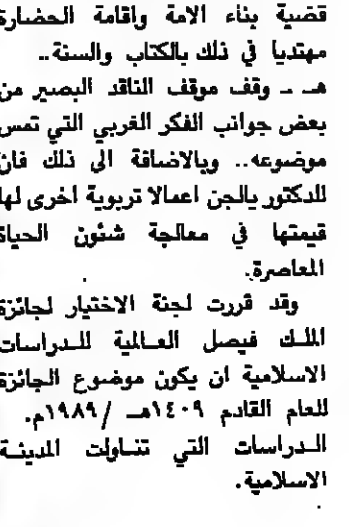 قضية بناء الامة واقامة الحضارة
مهتديا في ذلك بالكتاب والسنة..
هـ ـ وقف موقف الناقد البصير من
بعض جوانب الفكر الغربي التي تمس
موضوعه.. وبالاضافة الى ذلك فان
للدكتور يالجن اعمالا تربوية اخرى لها
قيمتها في معالجة شئون الحياة
المعاصرة.
وقد قررت لجنة الاختيار لجائزة
الملك فيصل العالمية للدراسات
الاسلامية ان يكون موضوع الجائزة
للعام القادم ١٤٠٩هـ /١٩٨٩م.
الدراسات التي تناولت المدينة
الاسلامية.